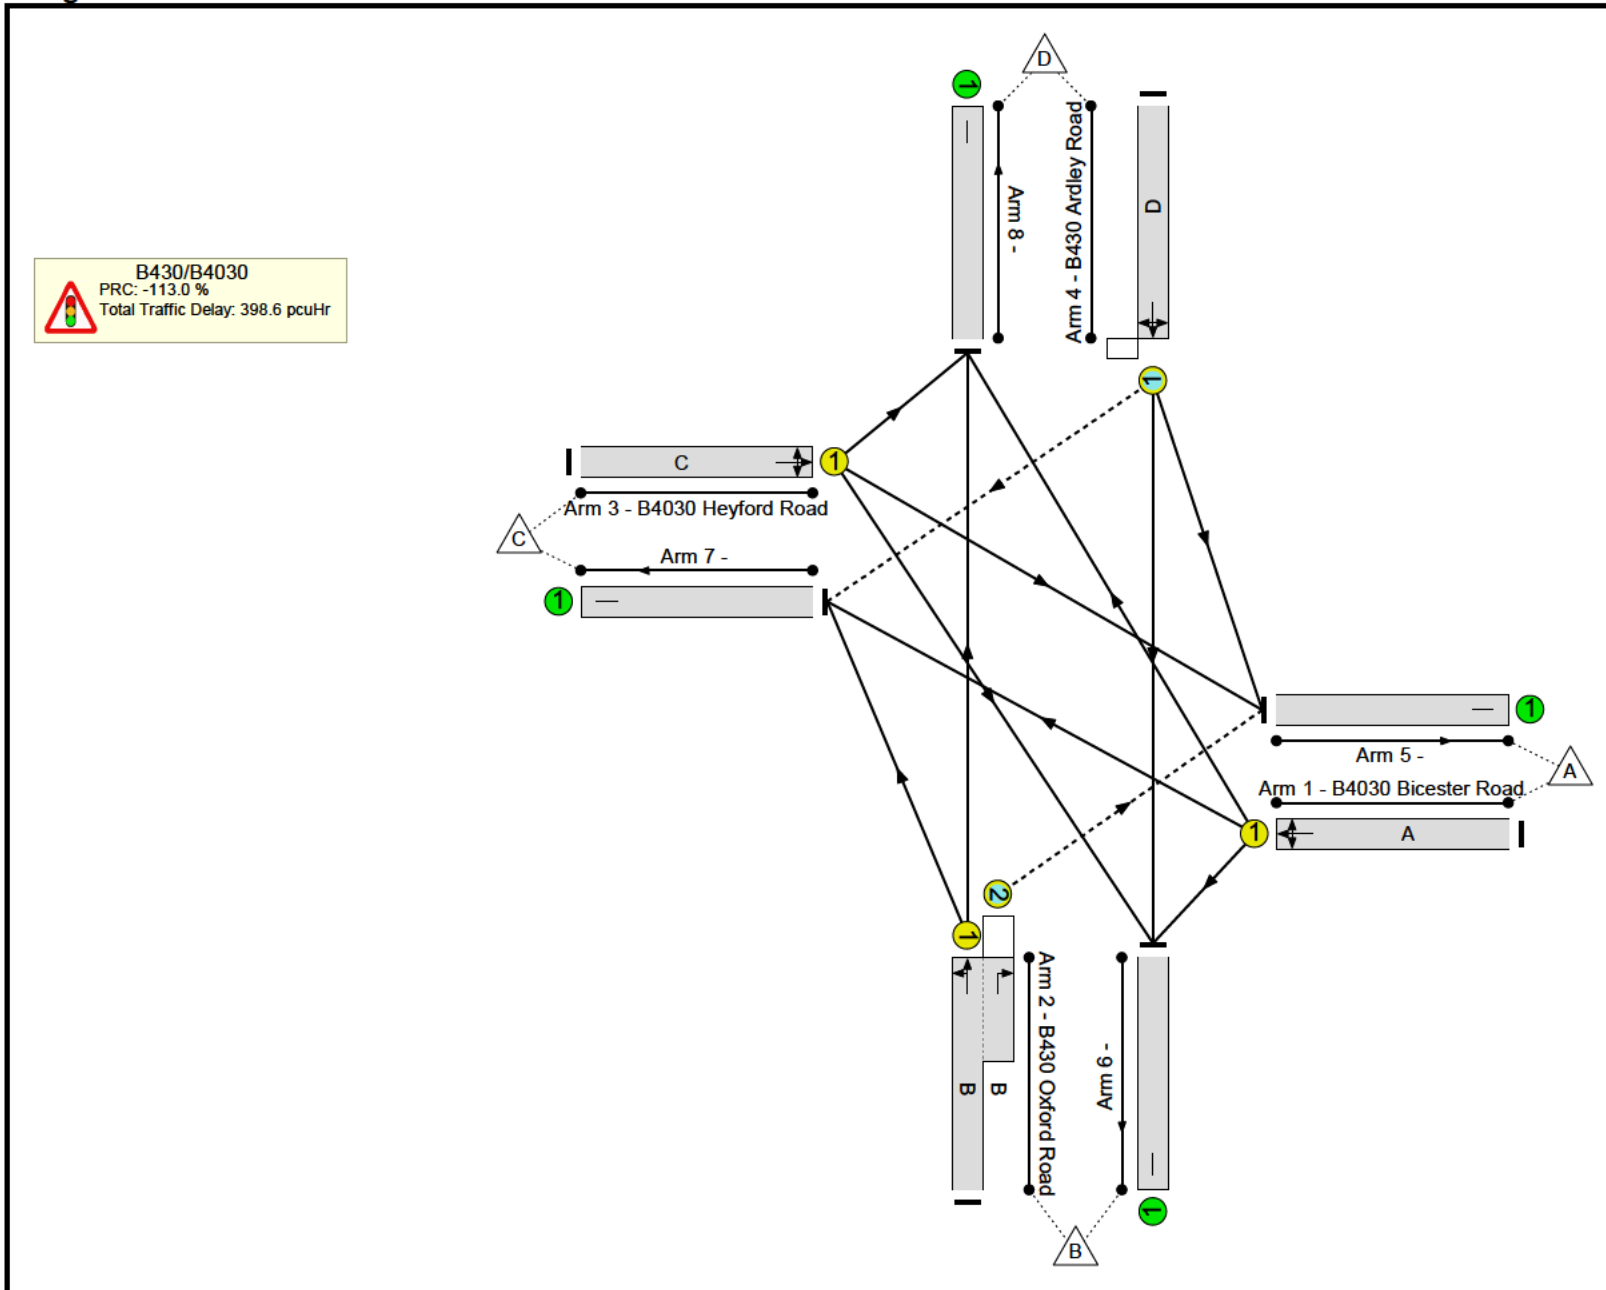 D
1
Arm 8 -
Arm 4 - B430 Ardley Road
D
B430/B4030
PRC: -113.0 %
Total Traffic Delay: 398.6 pcuHr
1
C
1
Arm 3 - B4030 Heyford Road
C
Arm 7 -
1
1
Arm 5 -
A
Arm 1 - B4030 Bicester Road
1
A
2
1
B
B
Arm 2 - B430 Oxford Road
Arm 6 -
1
B